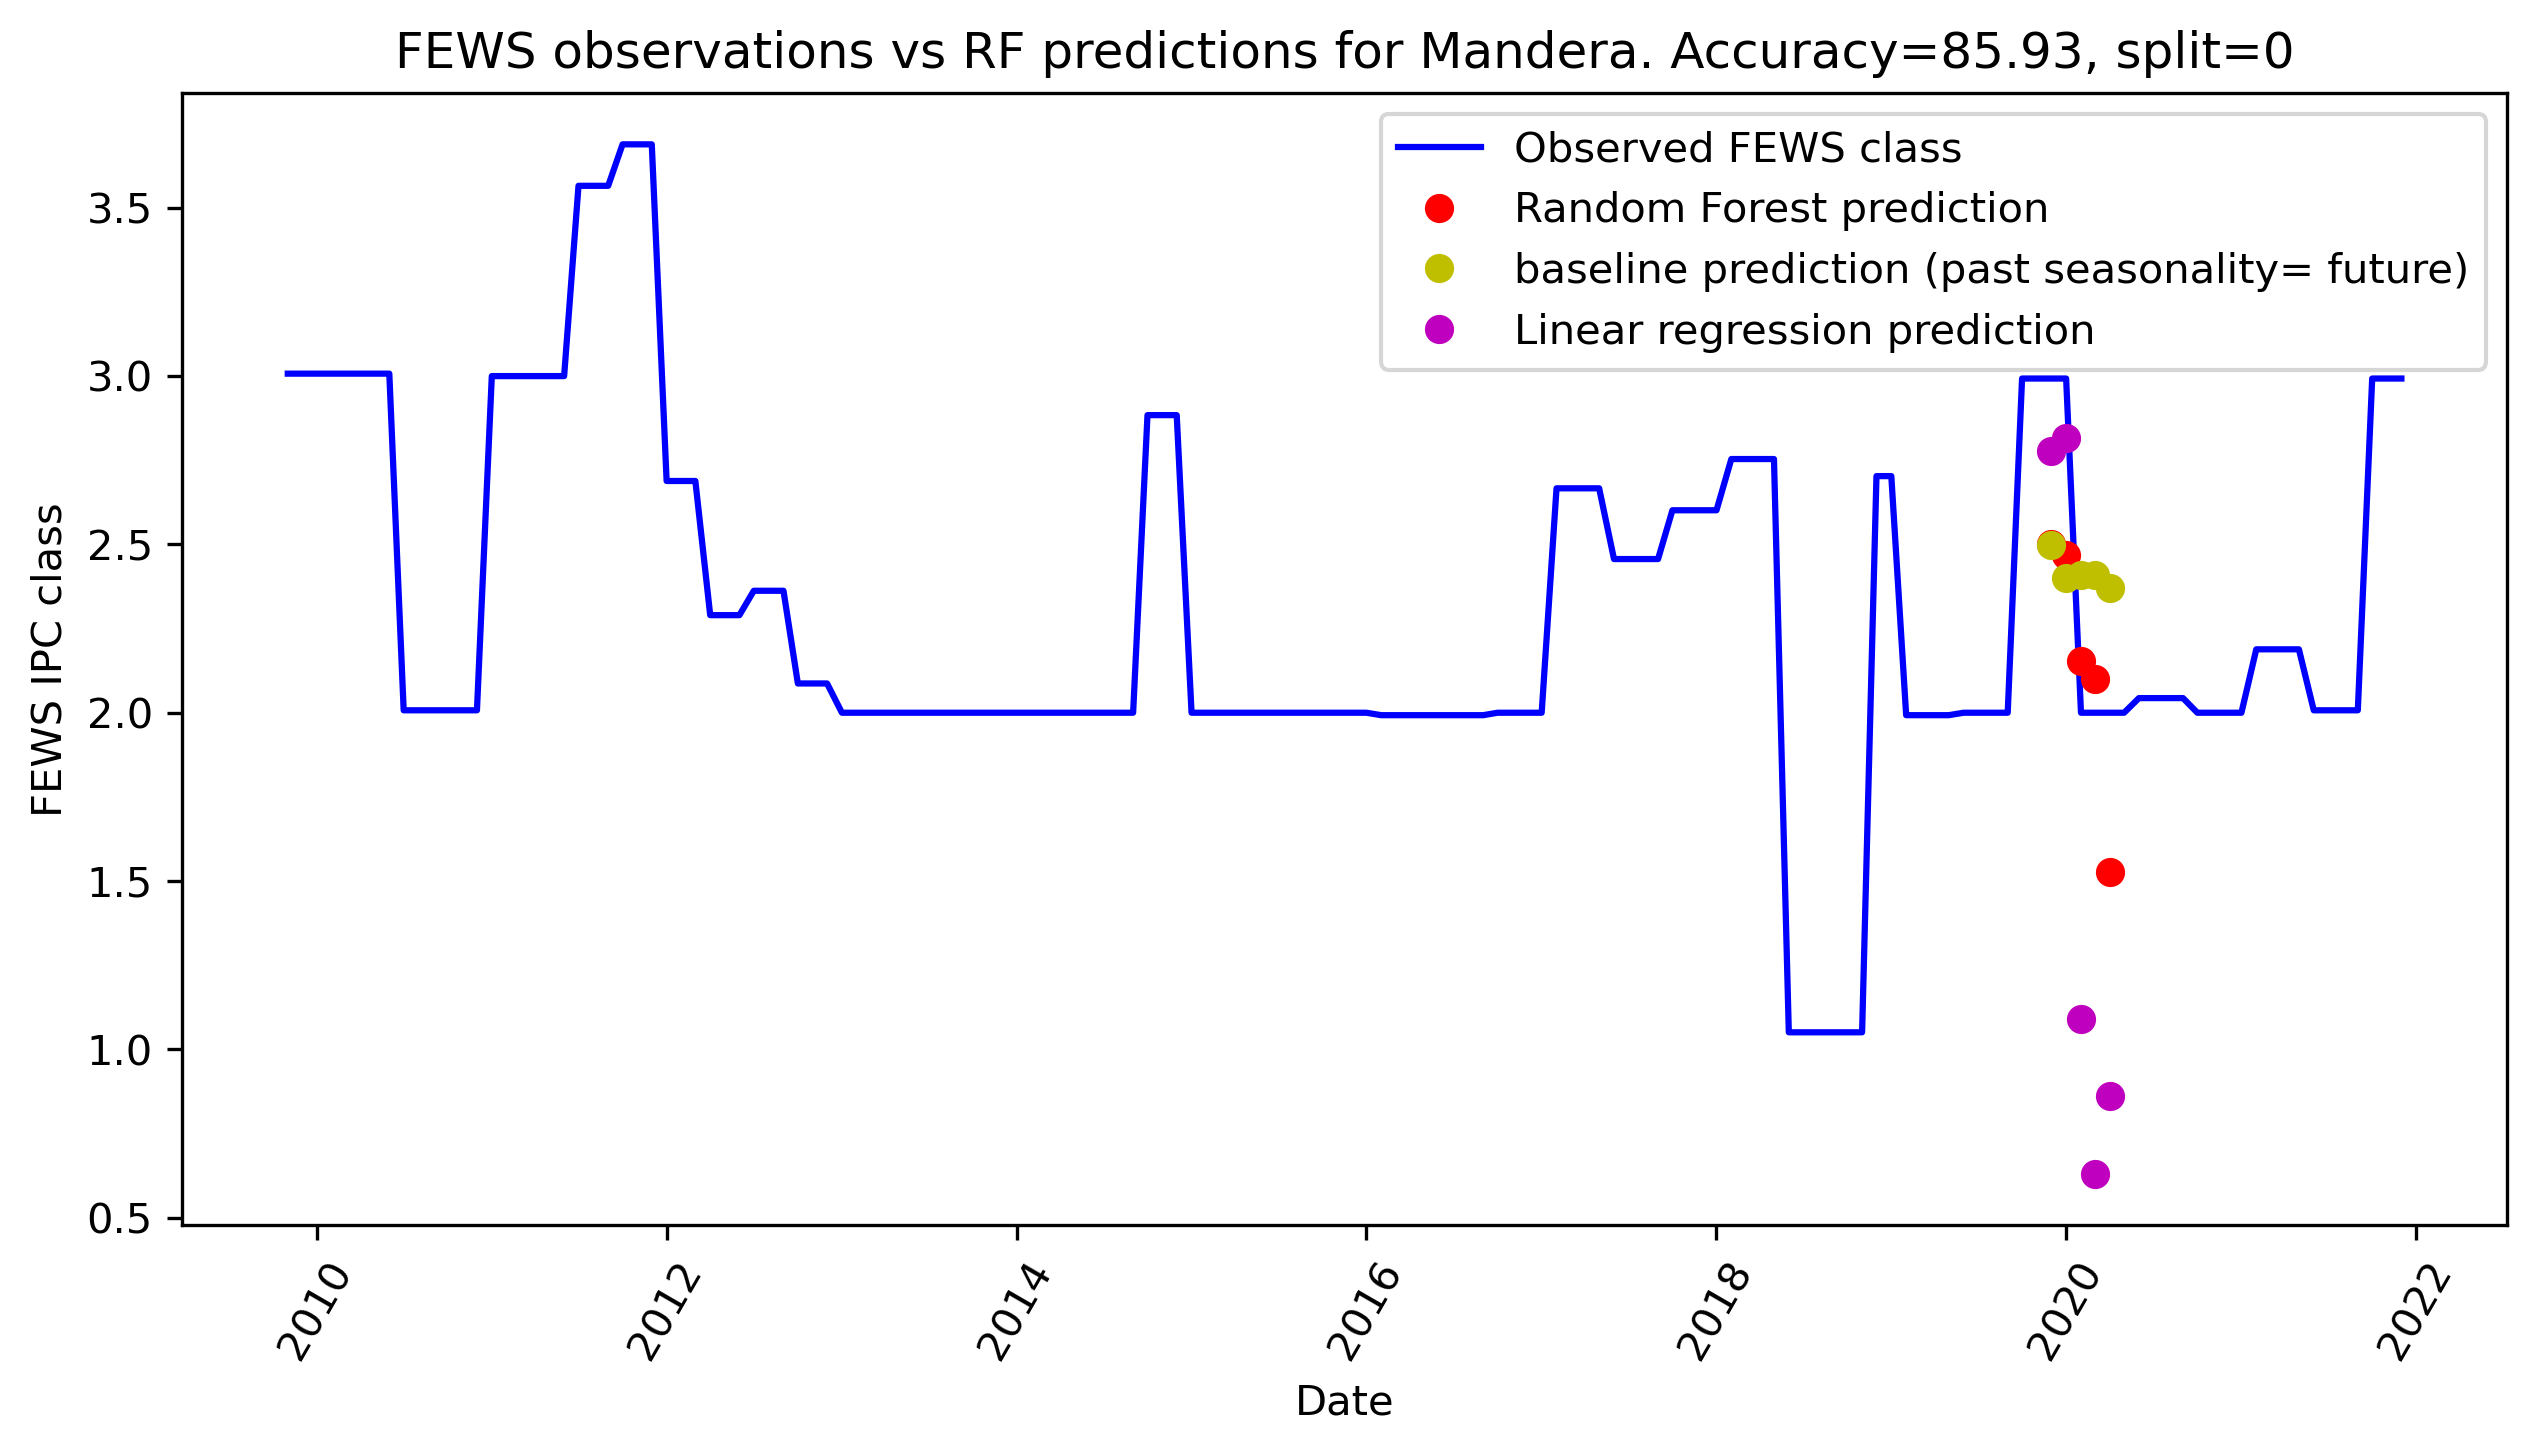 FEWS observations vs RF predictions for Mandera. Accuracy=85.93, split=0
Observed FEWS class
Random Forest prediction
baseline prediction (past seasonality= future)
Linear regression prediction
FEWS IPC class
3.5
3.0
2.5
2.0
1.5
1.0
0.5
2010
2012
2014
2016
2018
2020
2022
Date